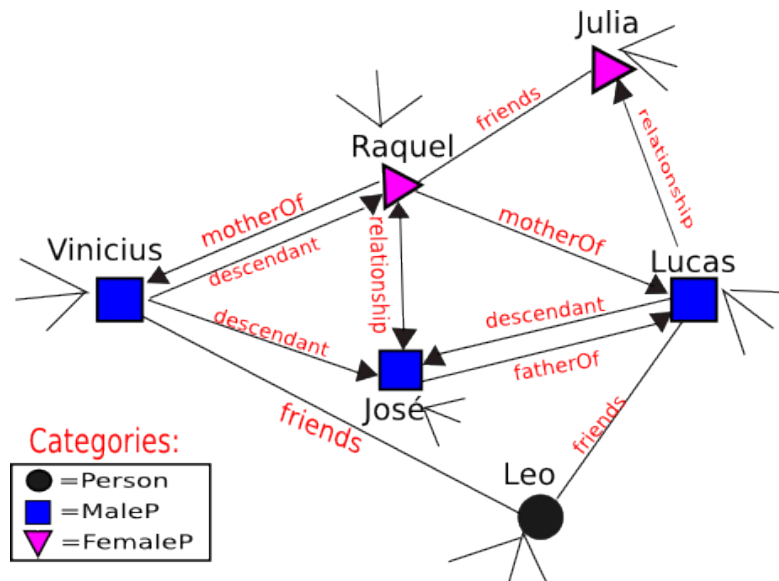 Julia
friends
Raquel
relationship
motherOf
motherOf
Vinicius
descendant
relationship
Lucas
descendant
descendant
fatherOf
José
friends
friends
Categories:
=Person
=MaleP
=FemaleP
Leo